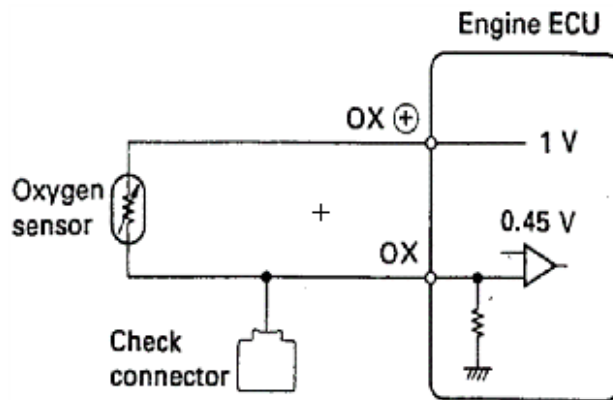 Engine ECU
OX ⊕
1 V
Oxygen
sensor
+
0.45 V
OX
Check
connector